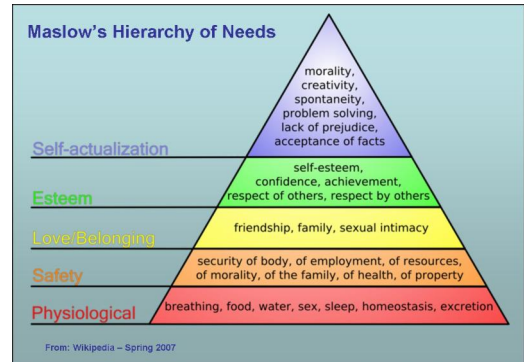 Maslow's Hierarchy of Needs
morality,
creativity,
spontaneity,
problem solving,
lack of prejudice,
acceptance of facts
Self-actualization
self-esteem,
confidence, achievement,
respect of others, respect by others
Esteem
friendship, family, sexual intimacy
Love/Belonging
security of body, of employment, of resources,
of morality, of the family, of health, of property
Safety
breathing, food, water, sex, sleep, homeostasis, excretion
Physiological
From: Wikipedia – Spring 2007